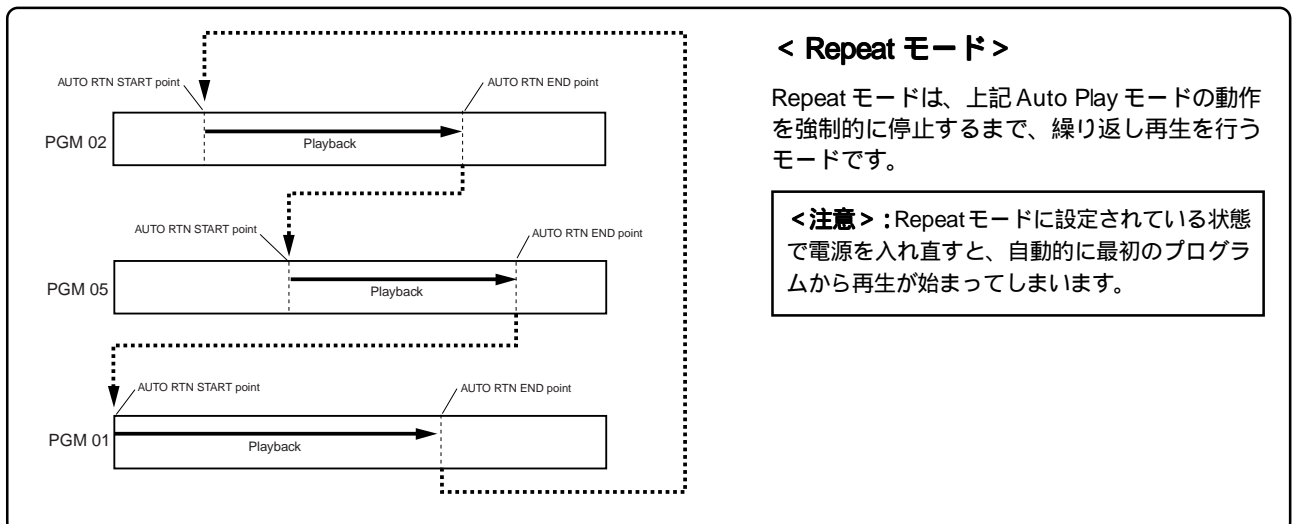 AUTO RTN START point
AUTO RTN END point
PGM 02
Playback
AUTO RTN START point
AUTO RTN END point
PGM 05
Playback
AUTO RTN START point
AUTO RTN END point
PGM 01
Playback
< Repeat モード >
Repeat モードは、上記 Auto Play モードの動作
を強制的に停止するまで、繰り返し再生を行う
モードです。
<注意>：Repeatモードに設定されている状態
で電源を入れ直すと、自動的に最初のプログラ
ムから再生が始まってしまいます。